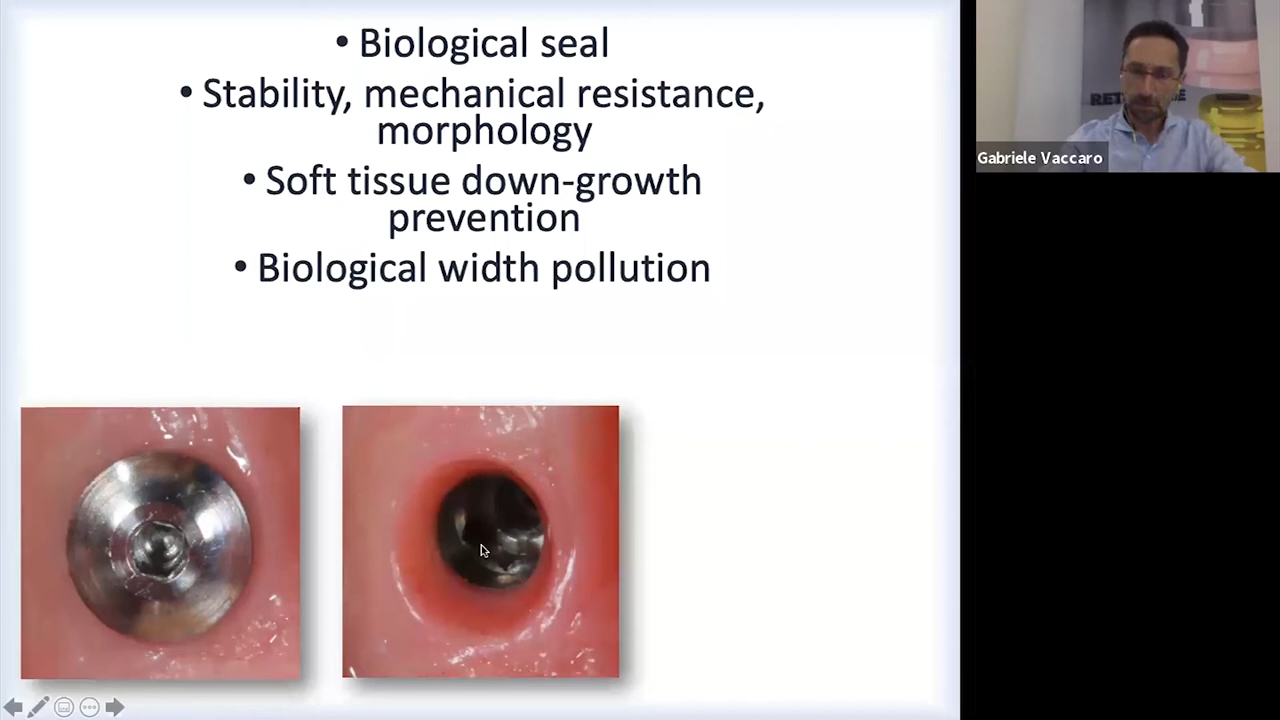 • Biological seal
• Stability, mechanical resistance,
morphology
• Soft tissue down-growth
prevention
• Biological width pollution
Gabriele Vaccaro